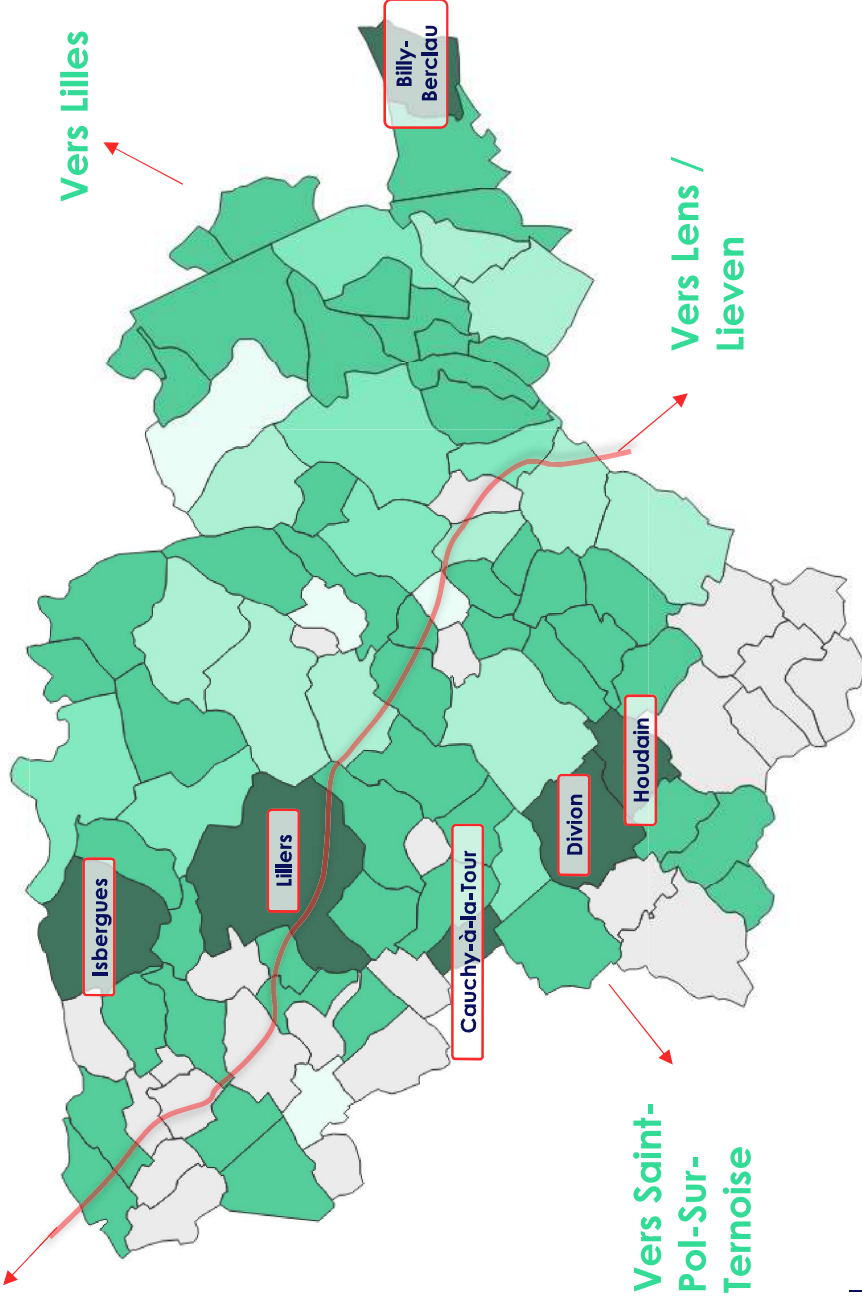 Vers Lilles
Billy-
Berclau
Vers Lens /
Lieven
Isbergues
Lillers
Cauchy-à-la-Tour
Divion
Houdain
Vers Saint-
Pol-Sur-
Ternoise